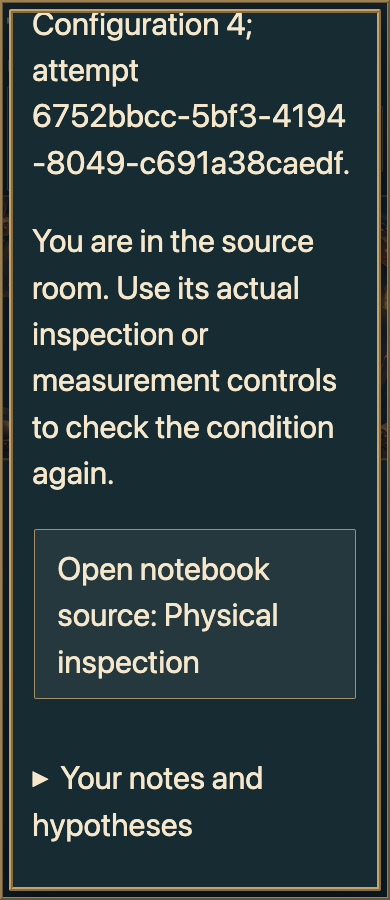 Configuration 4;
attempt
6752bbcc-5bf3-4194
-8049-c691a38caedf.
You are in the source
room. Use its actual
inspection or
measurement controls
to check the condition
again.
Open notebook
source: Physical
inspection
▶ Your notes and
hypotheses